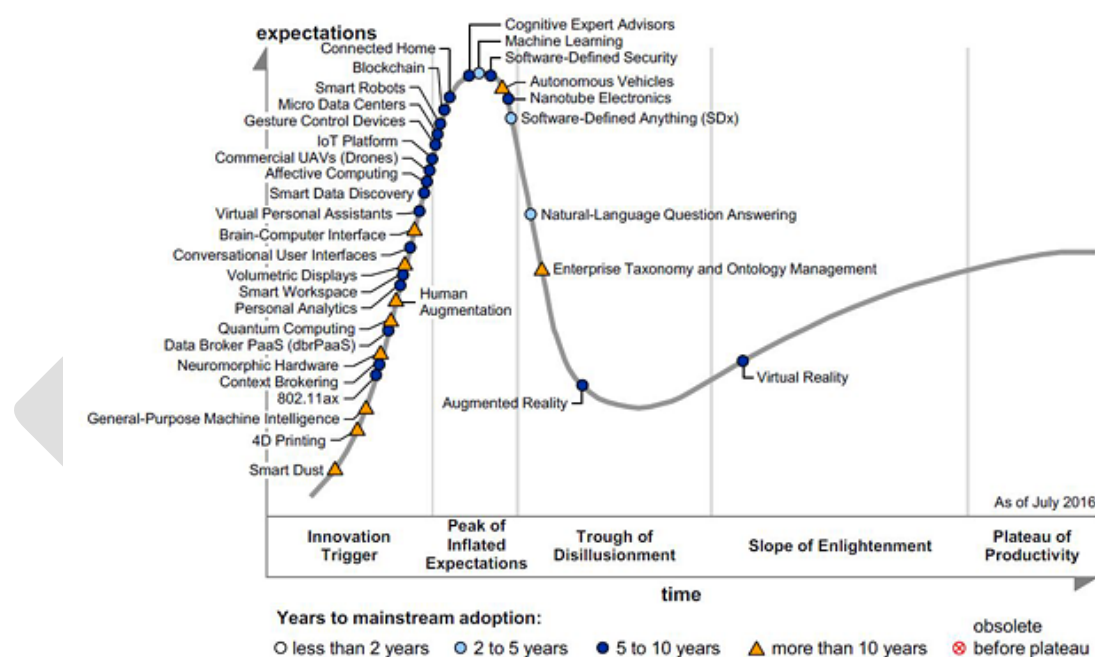 expectations
Cognitive Expert Advisors
Connected Home
Machine Learning
Software-Defined Security
Blockchain
Autonomous Vehicles
Smart Robots
Nanotube Electronics
Micro Data Centers
Gesture Control Devices
Software-Defined Anything (SDx)
IoT Platform
Commercial UAVs (Drones)
Affective Computing
Smart Data Discovery
Virtual Personal Assistants
Natural-Language Question Answering
Brain-Computer Interface
Conversational User Interfaces
Enterprise Taxonomy and Ontology Management
Volumetric Displays
Smart Workspace
Human
Augmentation
Personal Analytics
Quantum Computing
Data Broker PaaS (dbrPaaS)
Neuromorphic Hardware
Context Brokering
802.11ax
Virtual Reality
Augmented Reality
General-Purpose Machine Intelligence
4D Printing
Smart Dust
As of July 2016
Innovation
Trigger
Peak of
Inflated
Expectations
Trough of
Disillusionment
Slope of Enlightenment
Plateau of
Productivity
time
Years to mainstream adoption:
less than 2 years
2 to 5 years
5 to 10 years
more than 10 years
obsolete
before plateau